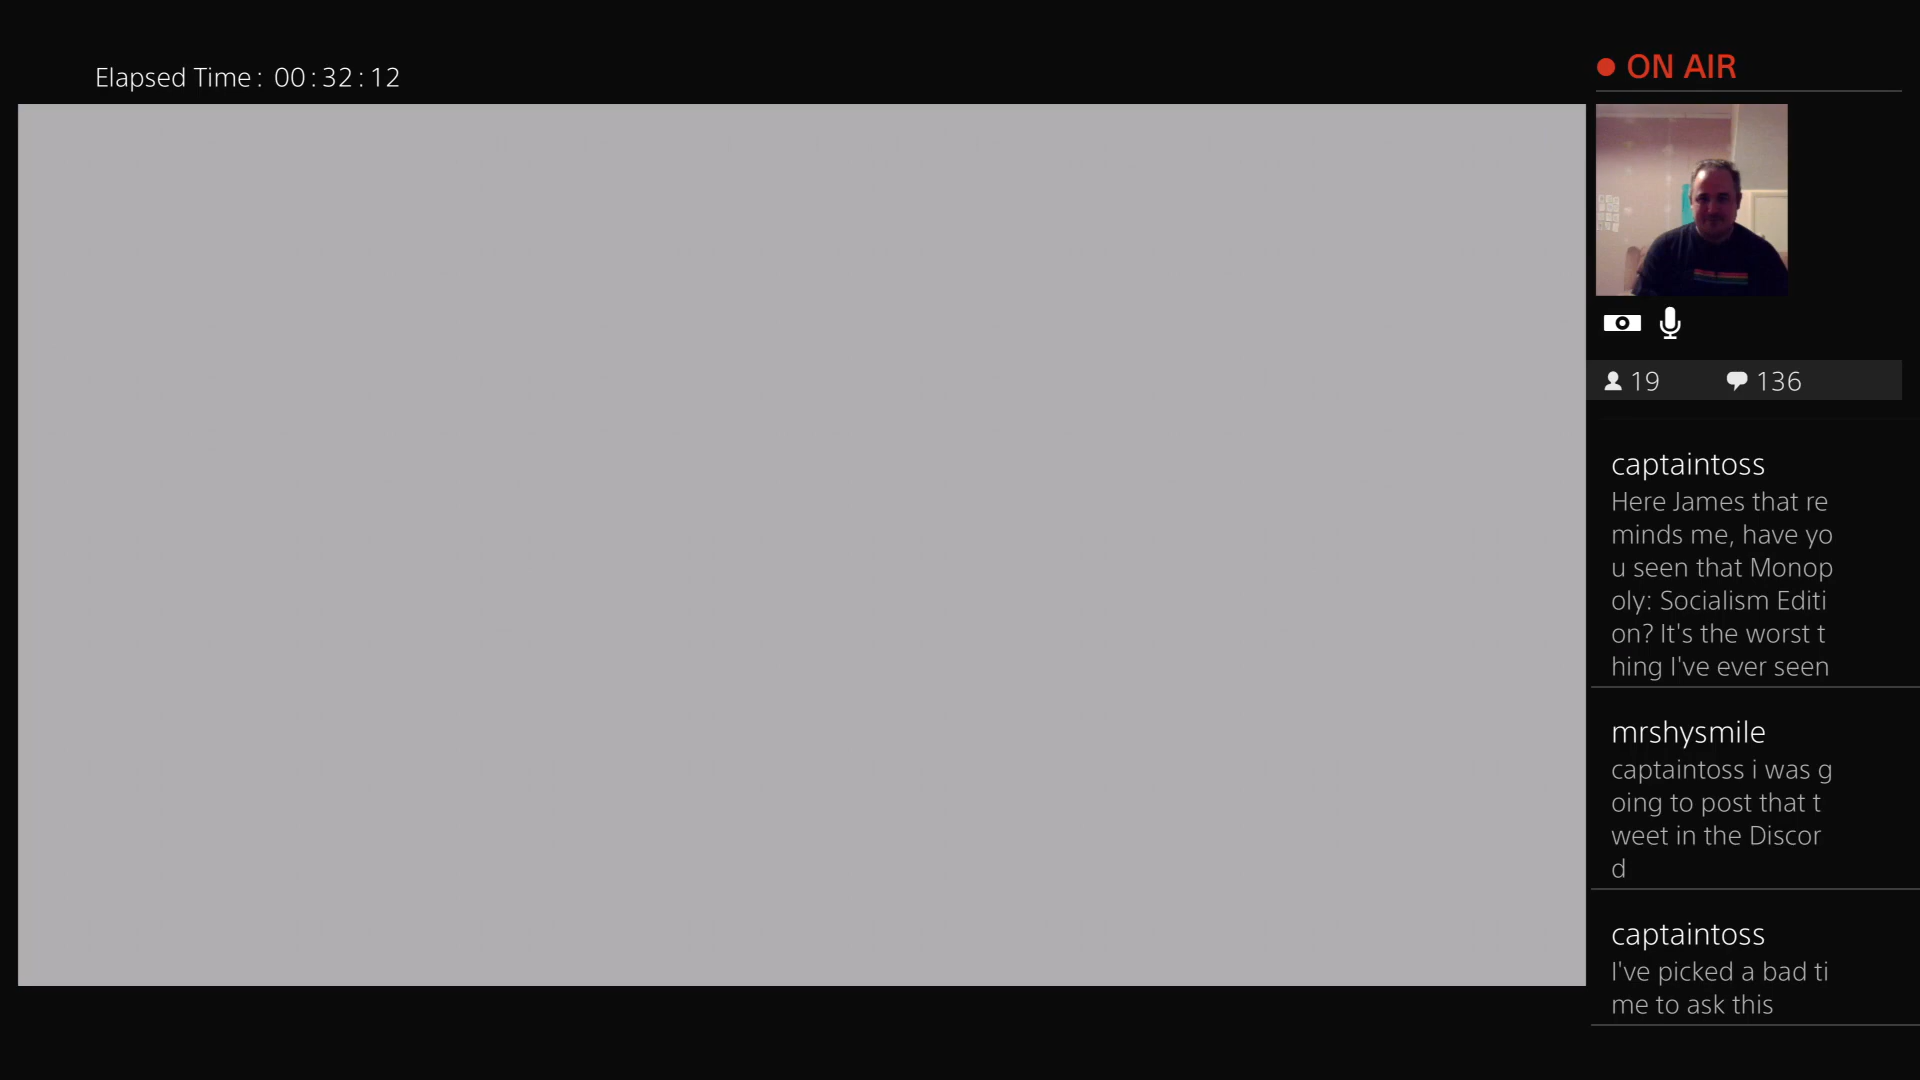 Elapsed Time: 00:32:12
ON AIR
19 136
captaintoss
Here James that re
minds me, have yo
u seen that Monop
oly: Socialism Editi
on? It's the worst t
hing I've ever seen
mrshysmile
captaintoss i was g
oing to post that t
weet in the Discor
d
captaintoss
I've picked a bad ti
me to ask this